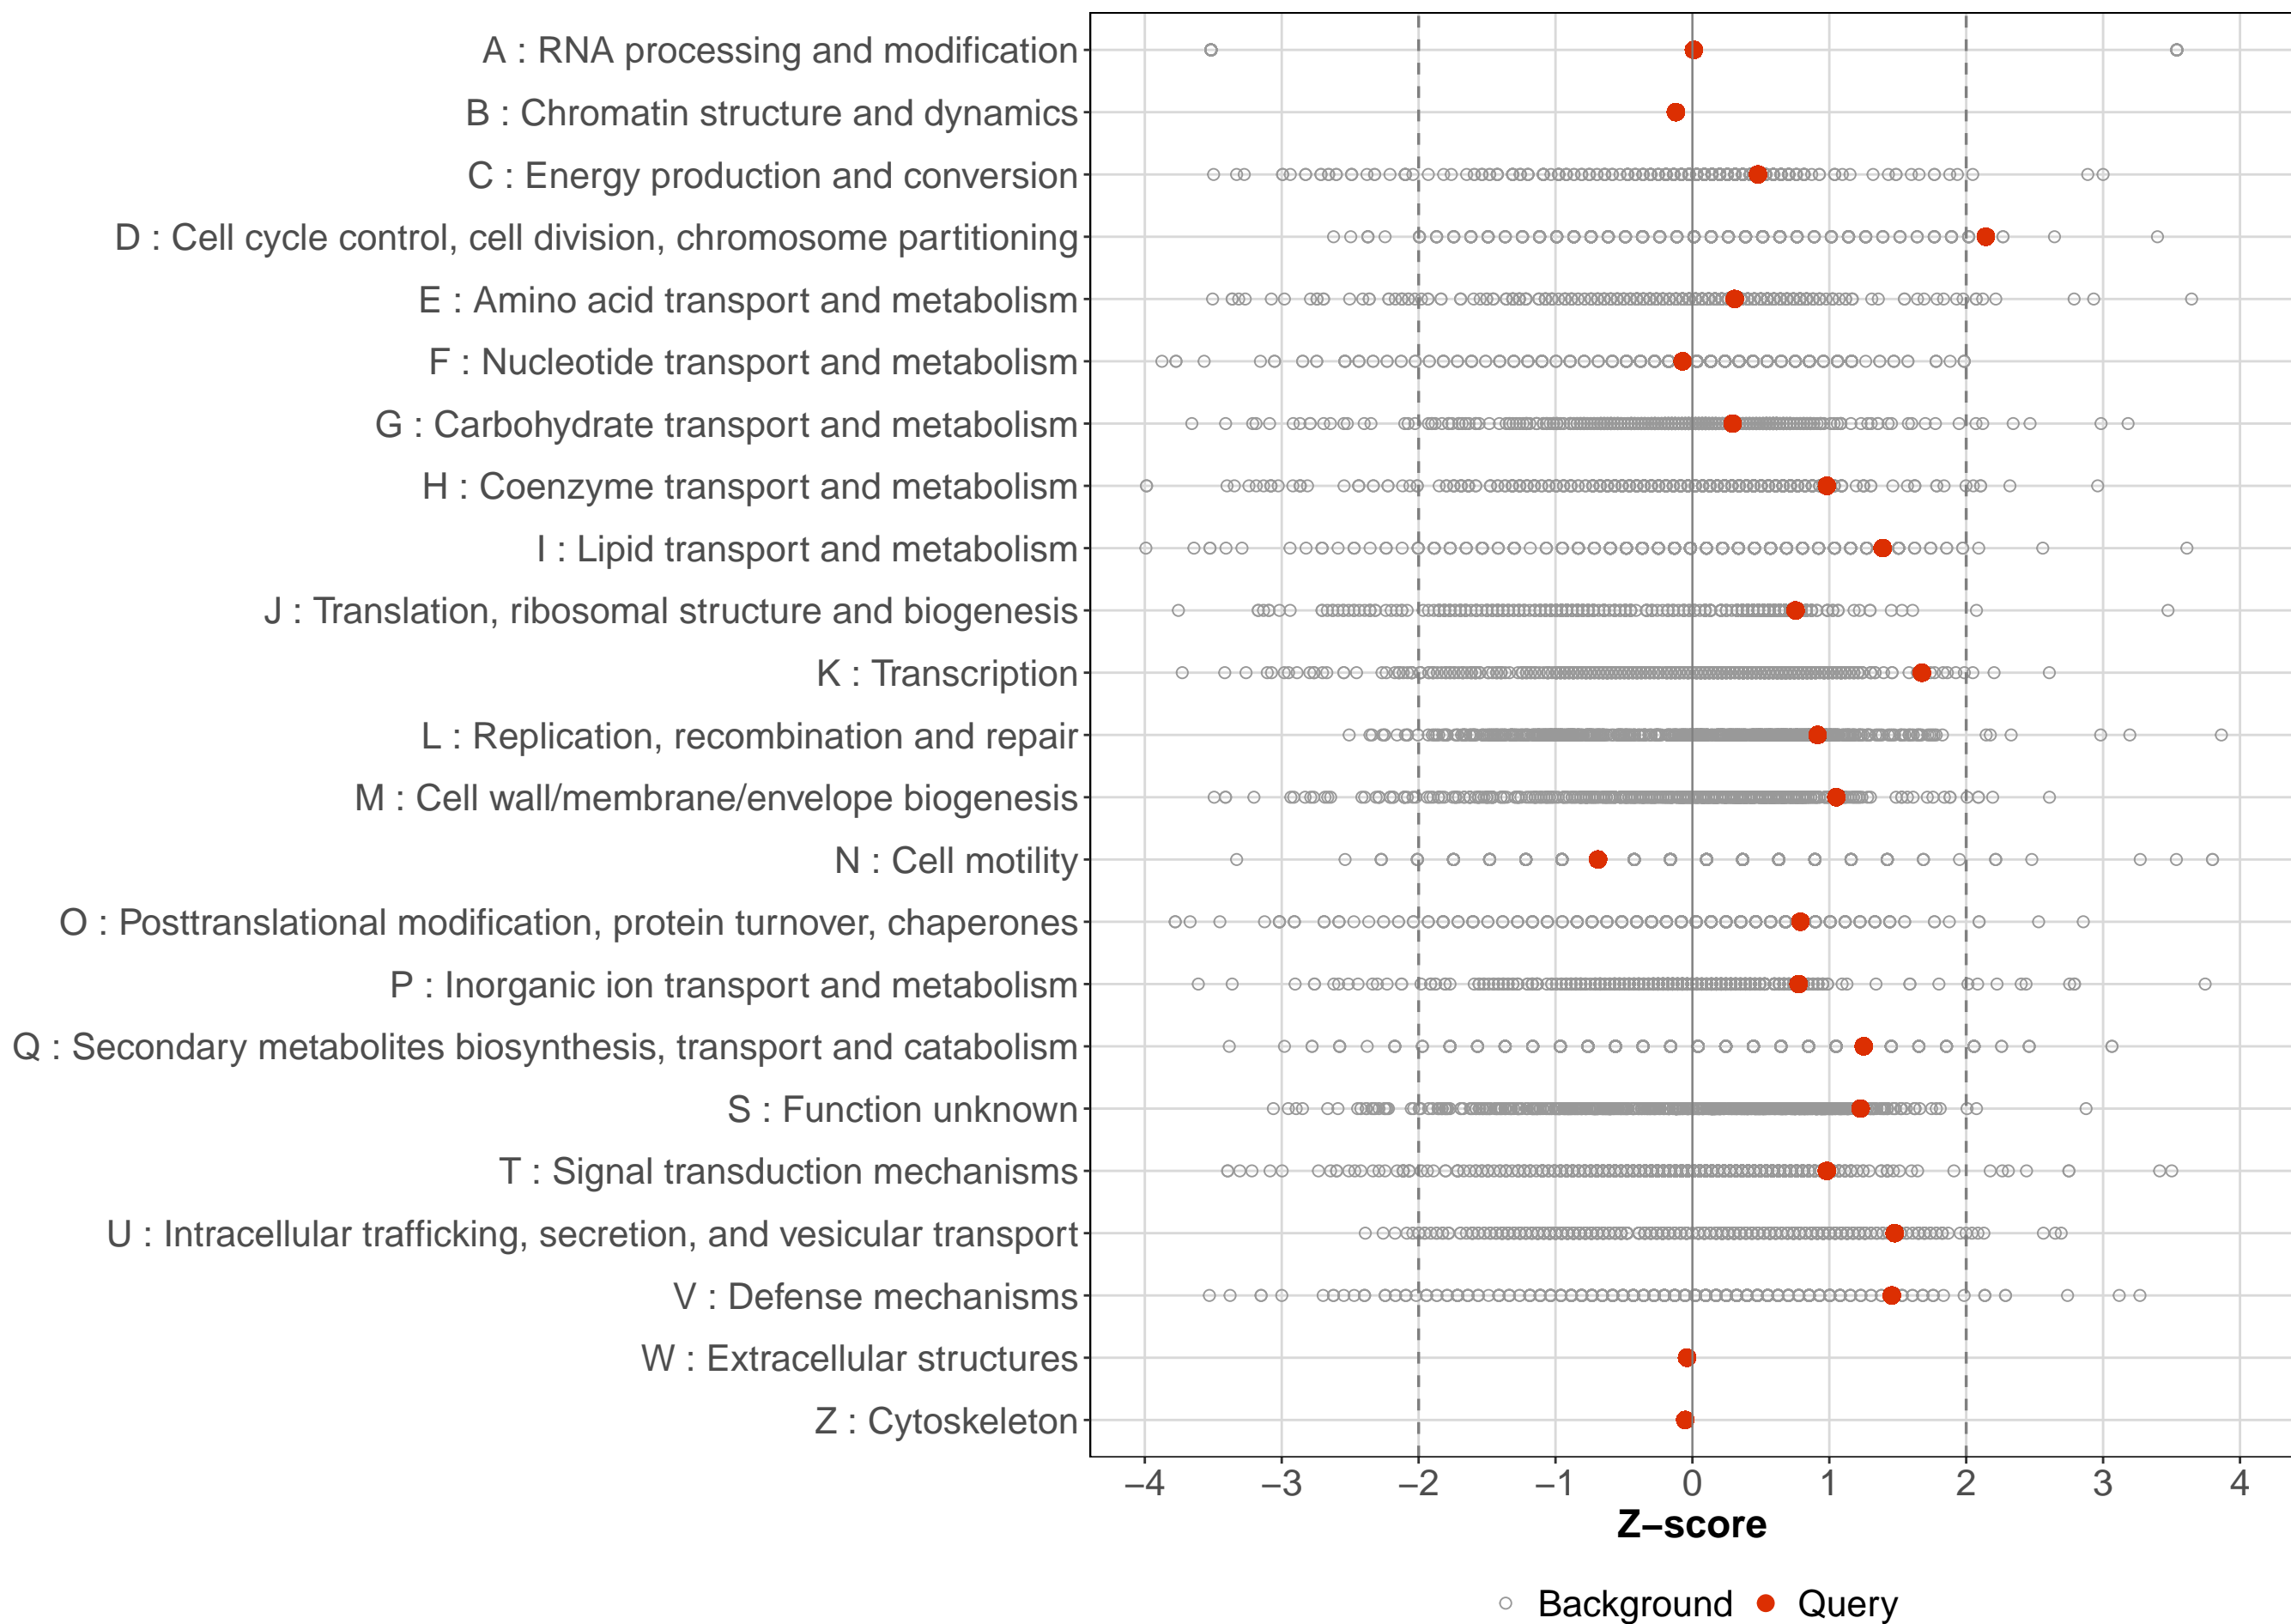 A : RNA processing and modification
B : Chromatin structure and dynamics
C : Energy production and conversion
D : Cell cycle control, cell division, chromosome partitioning
E : Amino acid transport and metabolism
F : Nucleotide transport and metabolism
G : Carbohydrate transport and metabolism
H : Coenzyme transport and metabolism
I : Lipid transport and metabolism
J : Translation, ribosomal structure and biogenesis
K : Transcription
L : Replication, recombination and repair
M : Cell wall/membrane/envelope biogenesis
N : Cell motility
O : Posttranslational modification, protein turnover, chaperones
P : Inorganic ion transport and metabolism
Q : Secondary metabolites biosynthesis, transport and catabolism
S : Function unknown
T : Signal transduction mechanisms
U : Intracellular trafficking, secretion, and vesicular transport
V : Defense mechanisms
W : Extracellular structures
Z : Cytoskeleton
−4 −3 −2 −1 0 1 2 3 4
Z−score
Background Query